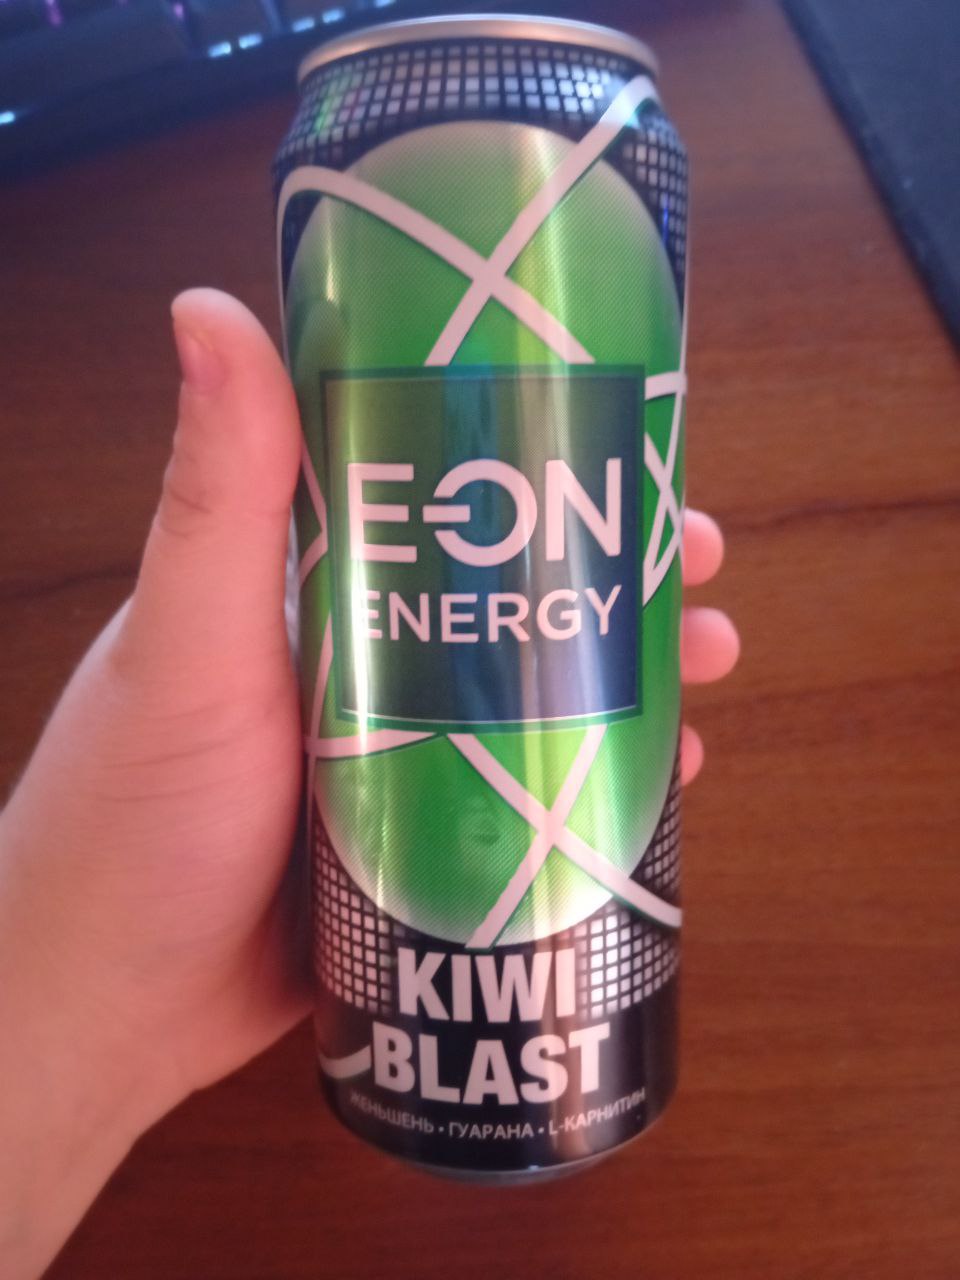 E-ON
ENERGY
KIWI
BLAST
ЖЕНЬШЕНЬ • ГУАРАНА • L-КАРНИТИН